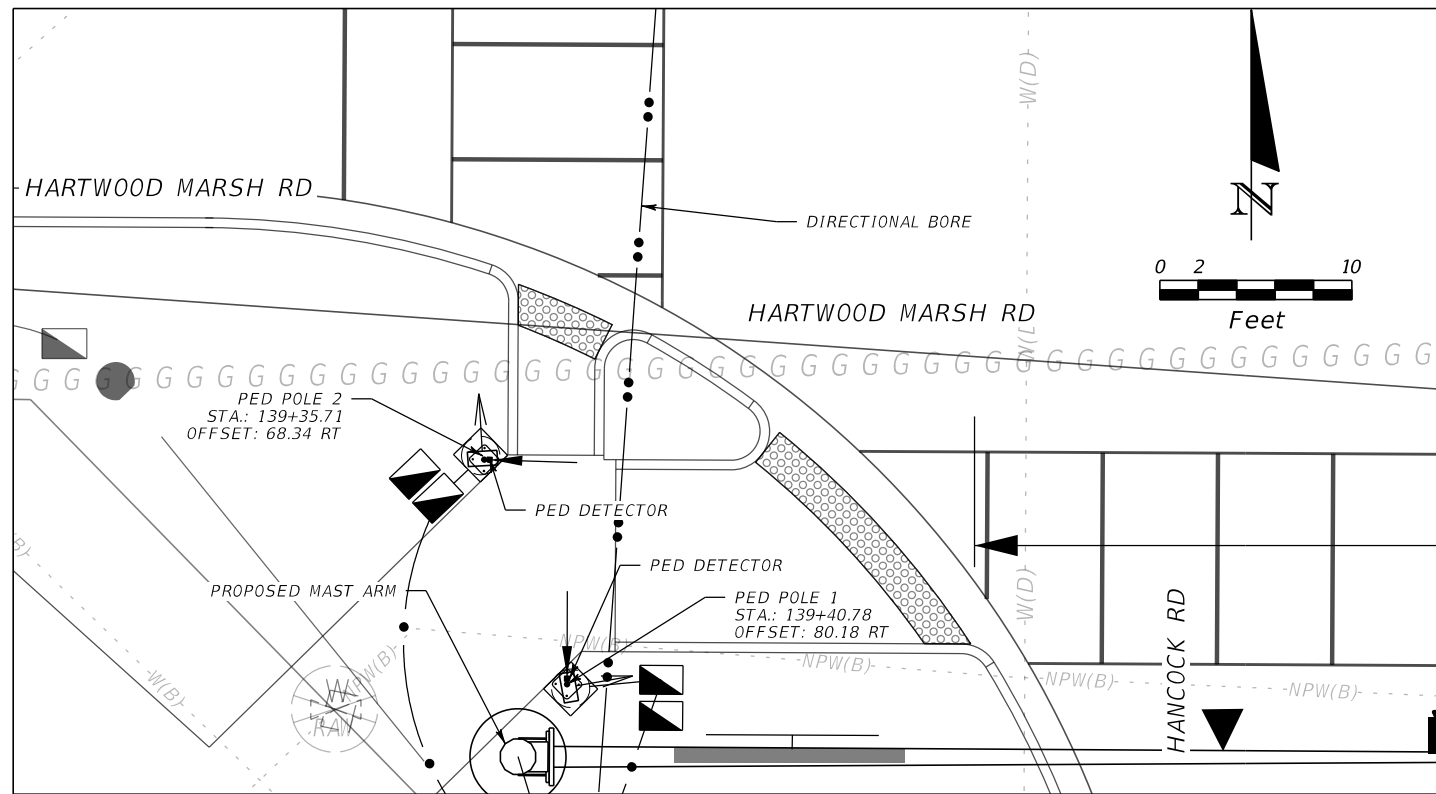 HARTWOOD MARSH RD
DIRECTIONAL BORE
W(D)
N
0 2 10
Feet
HARTWOOD MARSH RD
W(L
G G G G G G G G G G G G G G G G G G G G G G G G G G G G G G G G G G G
PED POLE 2
STA.: 139+35.71
OFFSET: 68.34 RT
PED DETECTOR
B)
PED DETECTOR
PROPOSED MAST ARM
PED POLE 1
STA.: 139+40.78
OFFSET: 80.18 RT
W(D)
HANCOCK RD
NPW(B)
NPW(B)
NPW(B)
NPW(B)
NPW(B)
W(B)
W
RAW